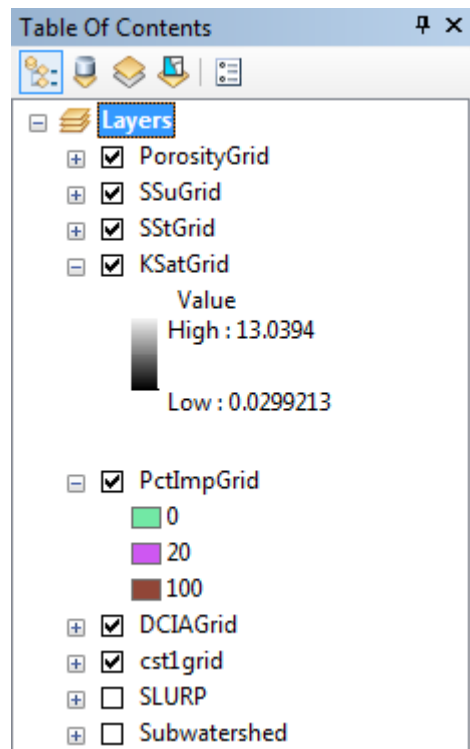 Table Of Contents
Layers
PorosityGrid
SSuGrid
SStGrid
KSatGrid
Value
High : 13.0394
Low : 0.0299213
PctImpGrid
0
20
100
DCIAGrid
cst1grid
SLURP
Subwatershed